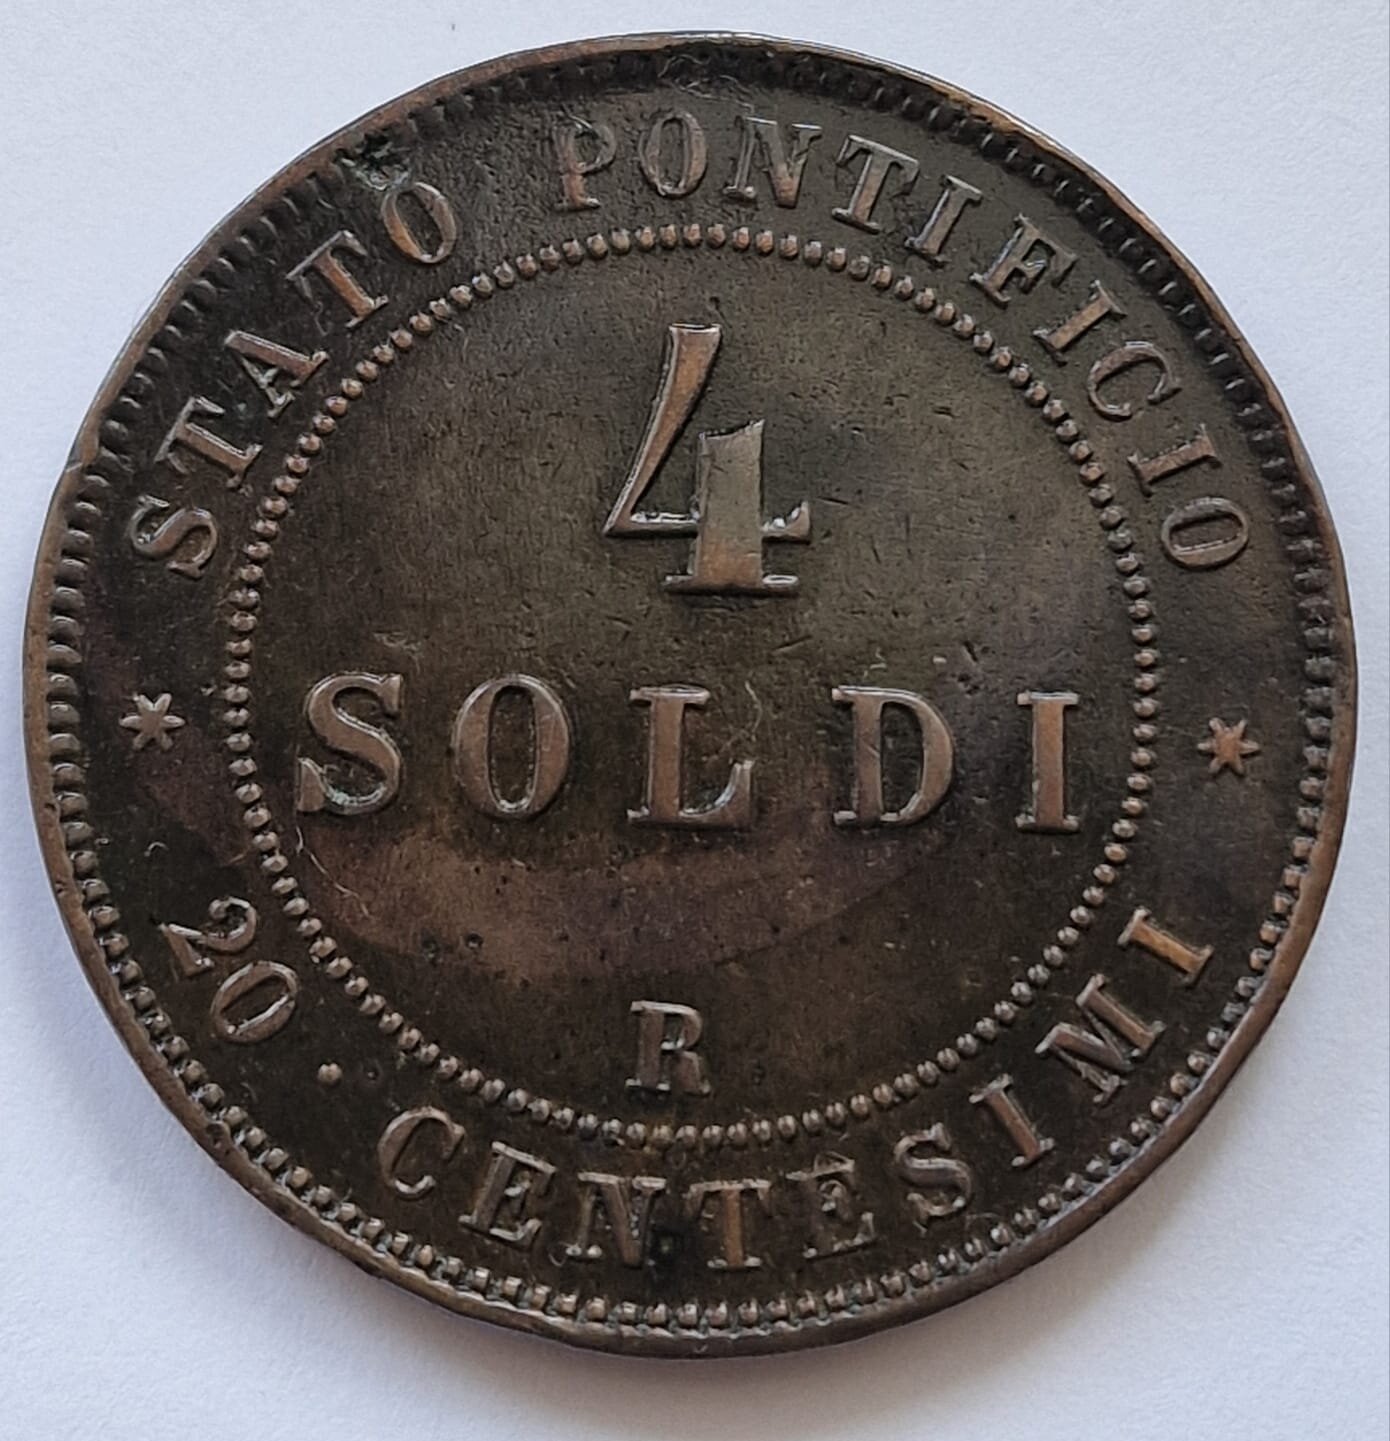 STATO PONTIFICIO
4
SOLDI
R
* 20 . CENTESIMI *